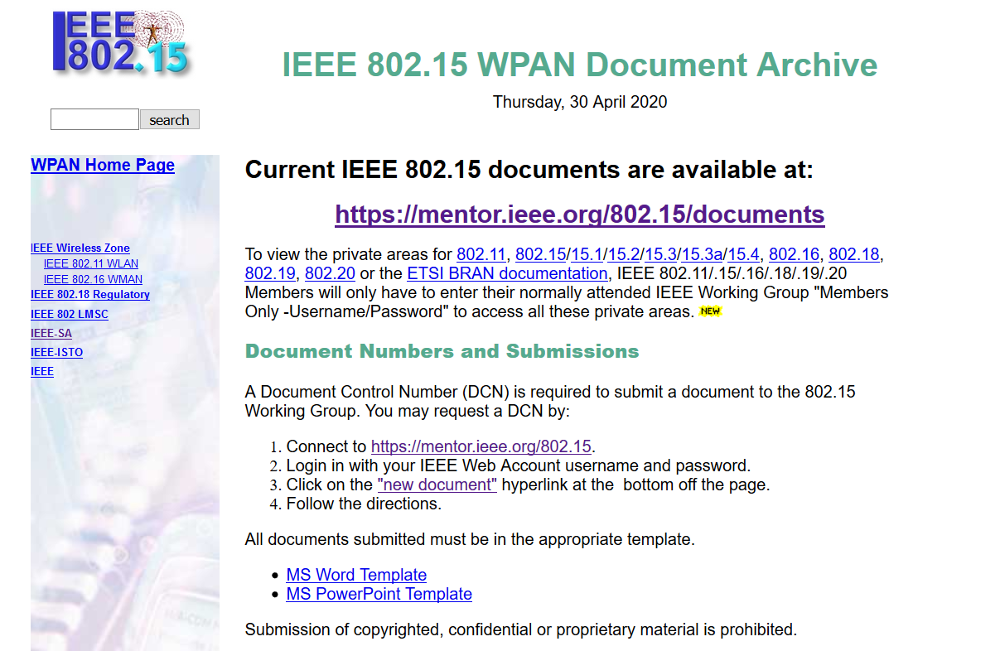 IEEE
802.15
IEEE 802.15 WPAN Document Archive
Thursday, 30 April 2020
search
WPAN Home Page
IEEE Wireless Zone
IEEE 802.11 WLAN
IEEE 802.16 WMAN
IEEE 802.18 Regulatory
IEEE 802 LMSC
IEEE-SA
IEEE-ISTO
IEEE
Current IEEE 802.15 documents are available at:
https://mentor.ieee.org/802.15/documents
To view the private areas for 802.11, 802.15/15.1/15.2/15.3/15.3a/15.4, 802.16, 802.18,
802.19, 802.20 or the ETSI BRAN documentation, IEEE 802.11/.15/.16/.18/.19/.20
Members will only have to enter their normally attended IEEE Working Group "Members
Only -Username/Password" to access all these private areas. NEW
Document Numbers and Submissions
A Document Control Number (DCN) is required to submit a document to the 802.15
Working Group. You may request a DCN by:
1. Connect to https://mentor.ieee.org/802.15.
2. Login in with your IEEE Web Account username and password.
3. Click on the "new document" hyperlink at the  bottom off the page.
4. Follow the directions.
All documents submitted must be in the appropriate template.
• MS Word Template
• MS PowerPoint Template
Submission of copyrighted, confidential or proprietary material is prohibited.